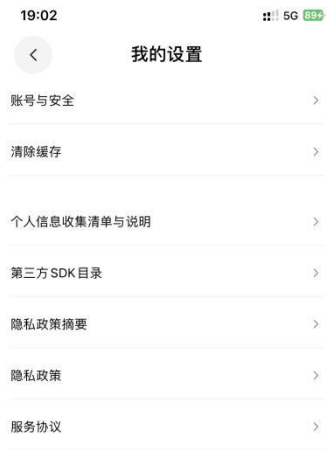 19:02
5G 89
我的设置
账号与安全
清除缓存
个人信息收集清单与说明
第三方SDK目录
隐私政策摘要
隐私政策
服务协议